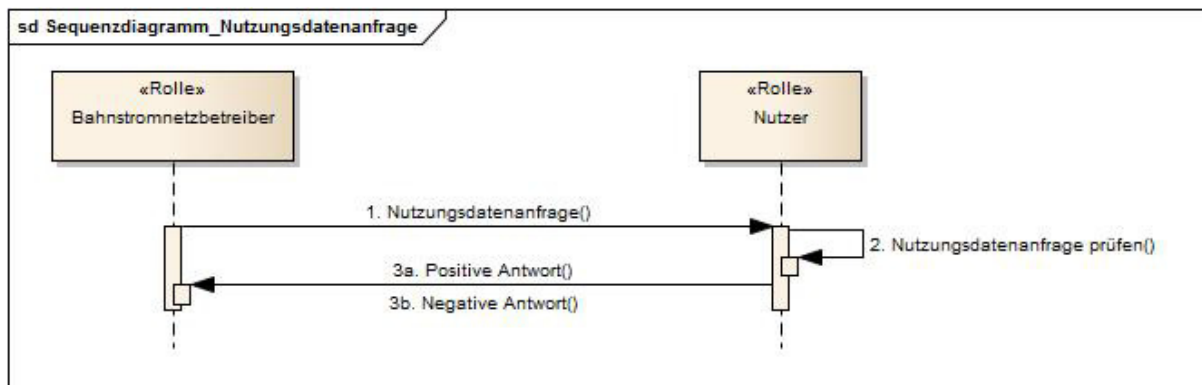 sd Sequenzdiagramm_Nutzungsdatenanfrage
«Rolle»
Bahnstromnetzbetreiber
«Rolle»
Nutzer
1. Nutzungsdatenanfrage()
2. Nutzungsdatenanfrage prüfen()
3a. Positive Antwort()
3b. Negative Antwort()